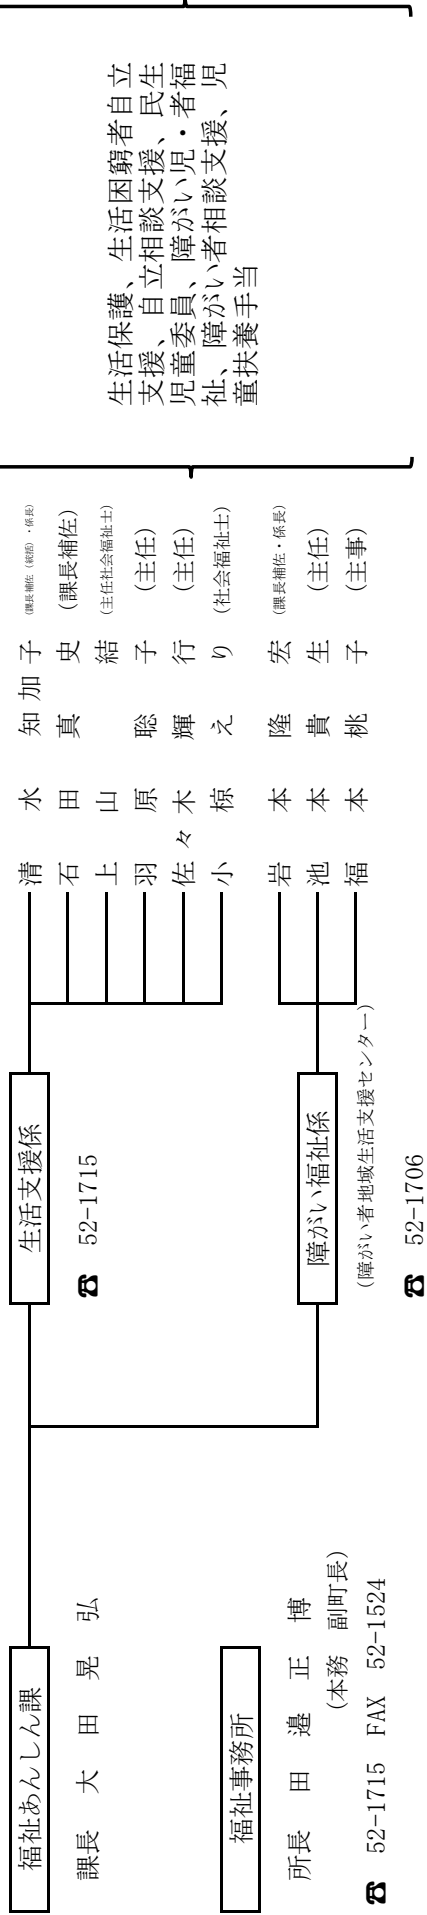 福祉あんしん課
課長 大田晃弘
福祉事務所
所長 田邉正博
(本務 副町長)
☎ 52-1715 FAX 52-1524
生活支援係
☎ 52-1715
清水知加子 (課長補佐(統括)・係長)
石田真史 (課長補佐)
上山結 (主任社会福祉士)
羽原聡子 (主任)
佐々木輝行 (主任)
小椋えり (社会福祉士)
障がい福祉係
(障がい者地域生活支援センター)
☎ 52-1706
岩本隆宏 (課長補佐・係長)
池本貴生 (主任)
福本桃子 (主事)
生活保護、生活困窮者自立
支援、自立相談支援、民生
児童委員、障がい児・者福
祉、障がい者相談支援、児
童扶養手当